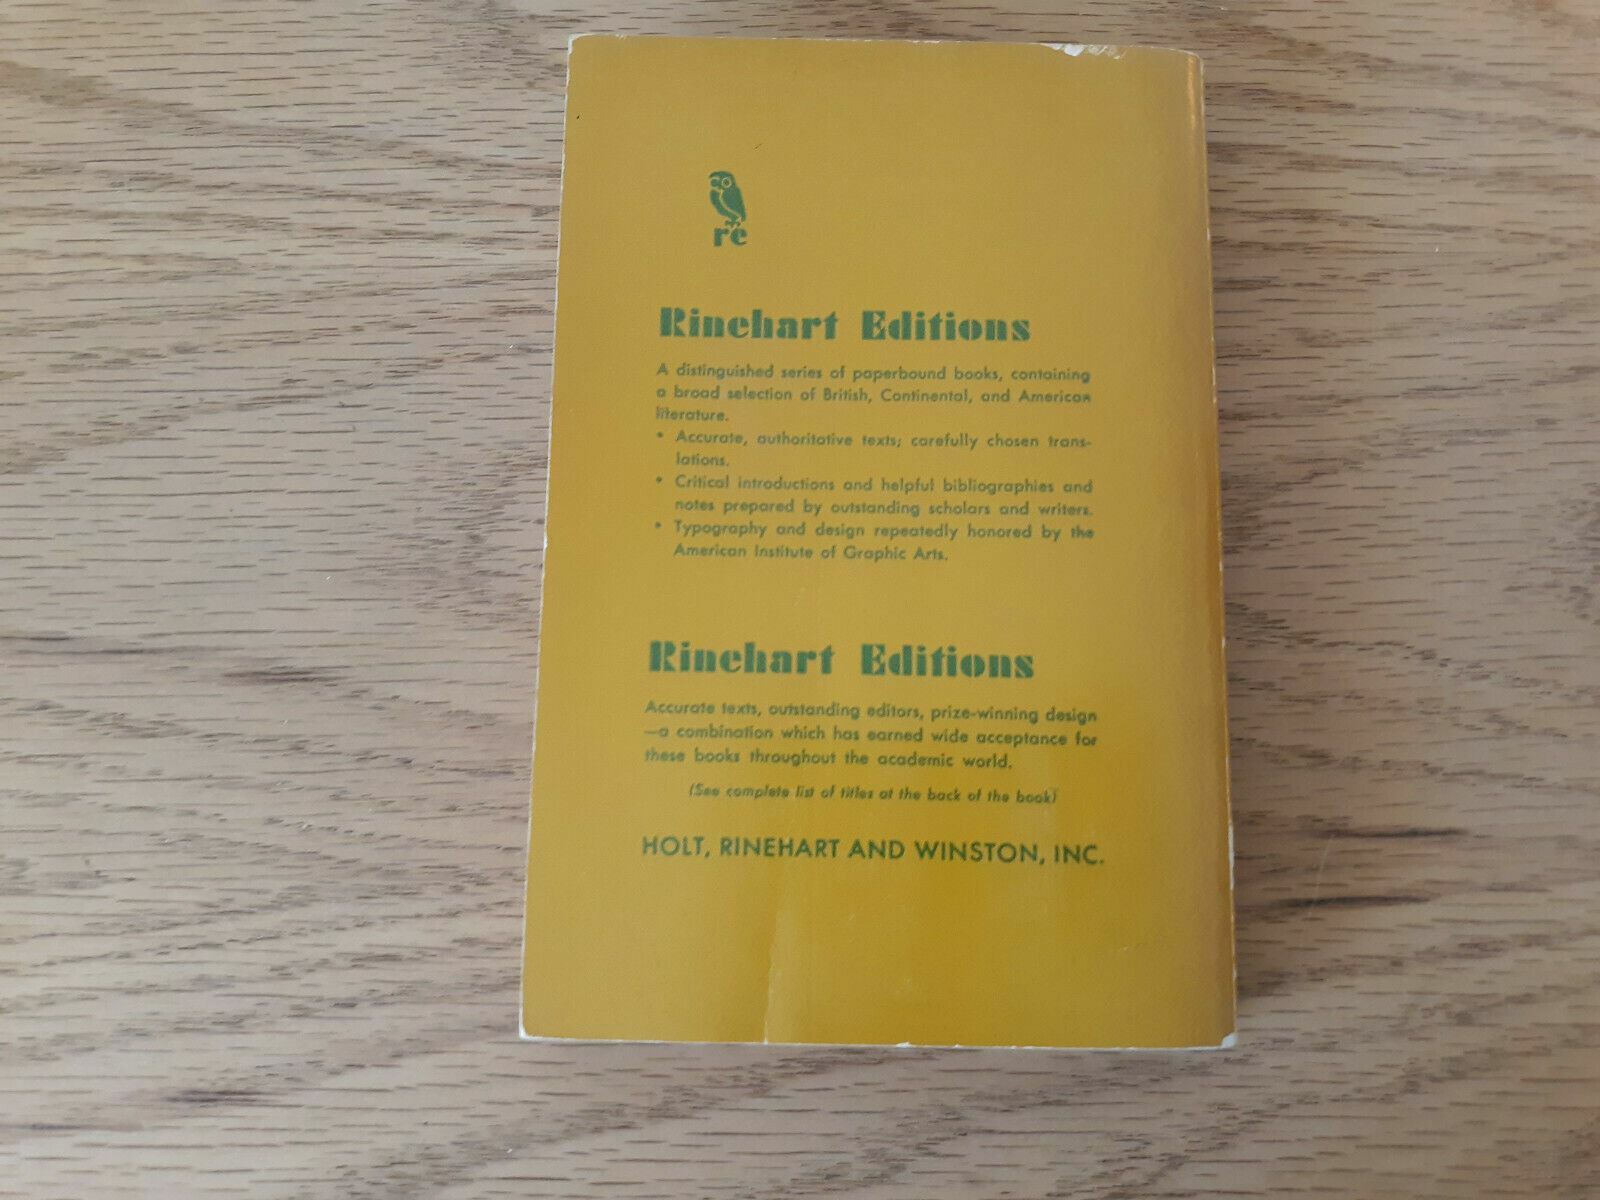 re
Rinehart Editions
A distinguished series of paperbound books, containing
a broad selection of British, Continental, and American
literature.
• Accurate, authoritative texts; carefully chosen trans-
lations.
• Critical introductions and helpful bibliographies and
notes prepared by outstanding scholars and writers.
• Typography and design repeatedly honored by the
American Institute of Graphic Arts.
Rinehart Editions
Accurate texts, outstanding editors, prize-winning design
—a combination which has earned wide acceptance for
these books throughout the academic world.
(See complete list of titles at the back of the book)
HOLT, RINEHART AND WINSTON, INC.